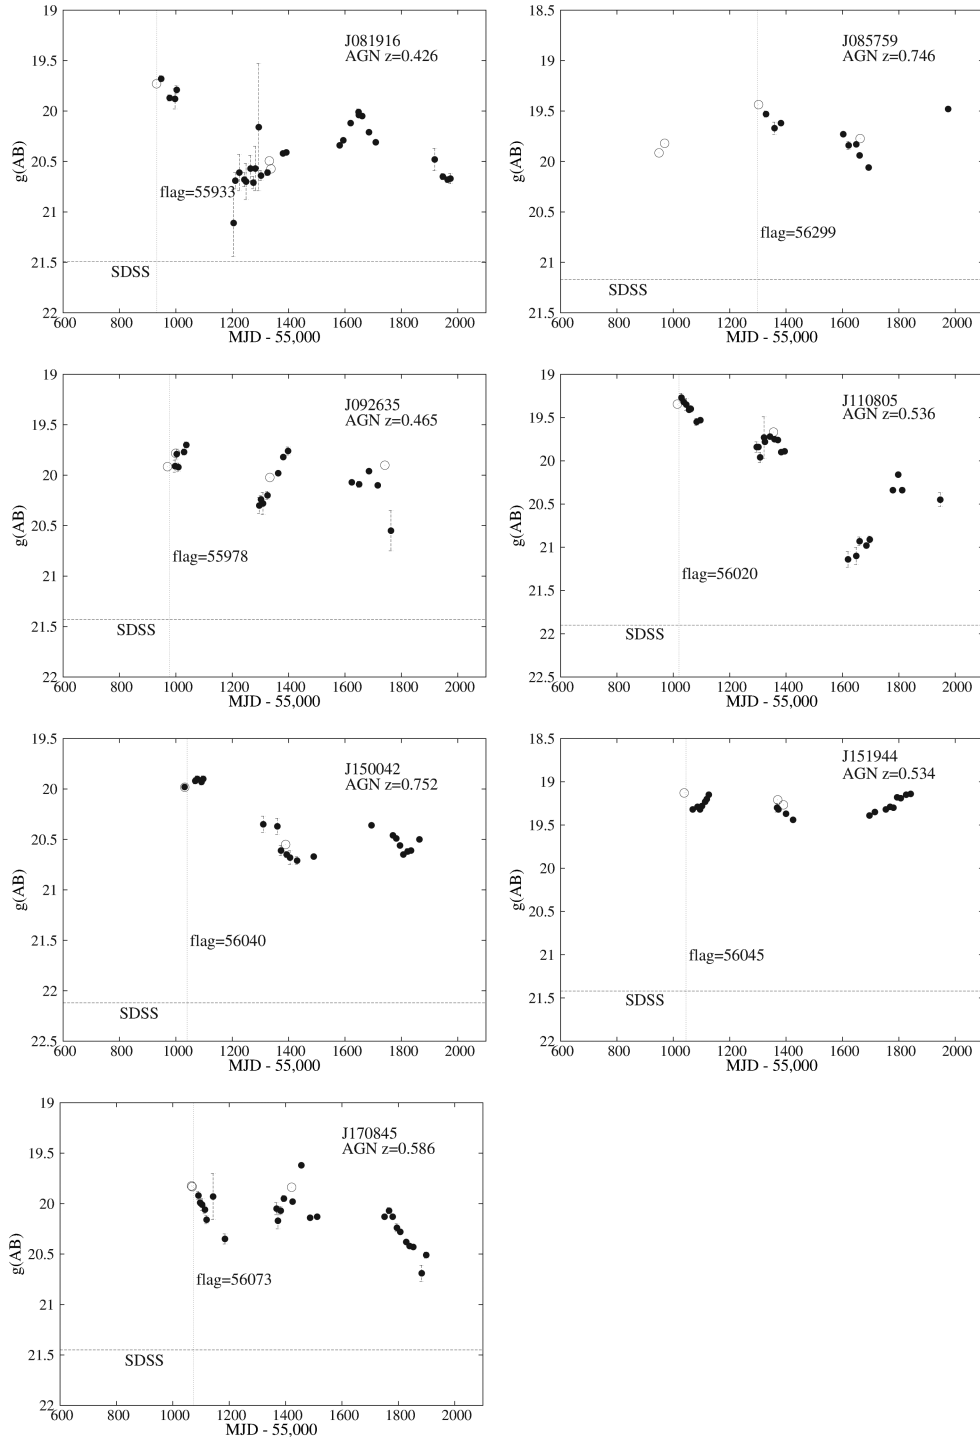 19
19.5
20
20.5
21
21.5
22
g(AB)
J081916
AGN z=0.426
flag=55933
SDSS
600 800 1000 1200 1400 1600 1800 2000
MJD - 55,000
18.5
19
19.5
20
20.5
21
21.5
g(AB)
J085759
AGN z=0.746
flag=56299
SDSS
600 800 1000 1200 1400 1600 1800 2000
MJD - 55,000
19
19.5
20
20.5
21
21.5
22
g(AB)
J092635
AGN z=0.465
flag=55978
SDSS
600 800 1000 1200 1400 1600 1800 2000
MJD - 55,000
19
19.5
20
20.5
21
21.5
22
22.5
g(AB)
J110805
AGN z=0.536
flag=56020
SDSS
600 800 1000 1200 1400 1600 1800 2000
MJD - 55,000
19.5
20
20.5
21
21.5
22
22.5
g(AB)
J150042
AGN z=0.752
flag=56040
SDSS
600 800 1000 1200 1400 1600 1800 2000
MJD - 55,000
18.5
19
19.5
20
20.5
21
21.5
22
g(AB)
J151944
AGN z=0.534
flag=56045
SDSS
600 800 1000 1200 1400 1600 1800 2000
MJD - 55,000
19
19.5
20
20.5
21
21.5
22
g(AB)
J170845
AGN z=0.586
flag=56073
SDSS
600 800 1000 1200 1400 1600 1800 2000
MJD - 55,000